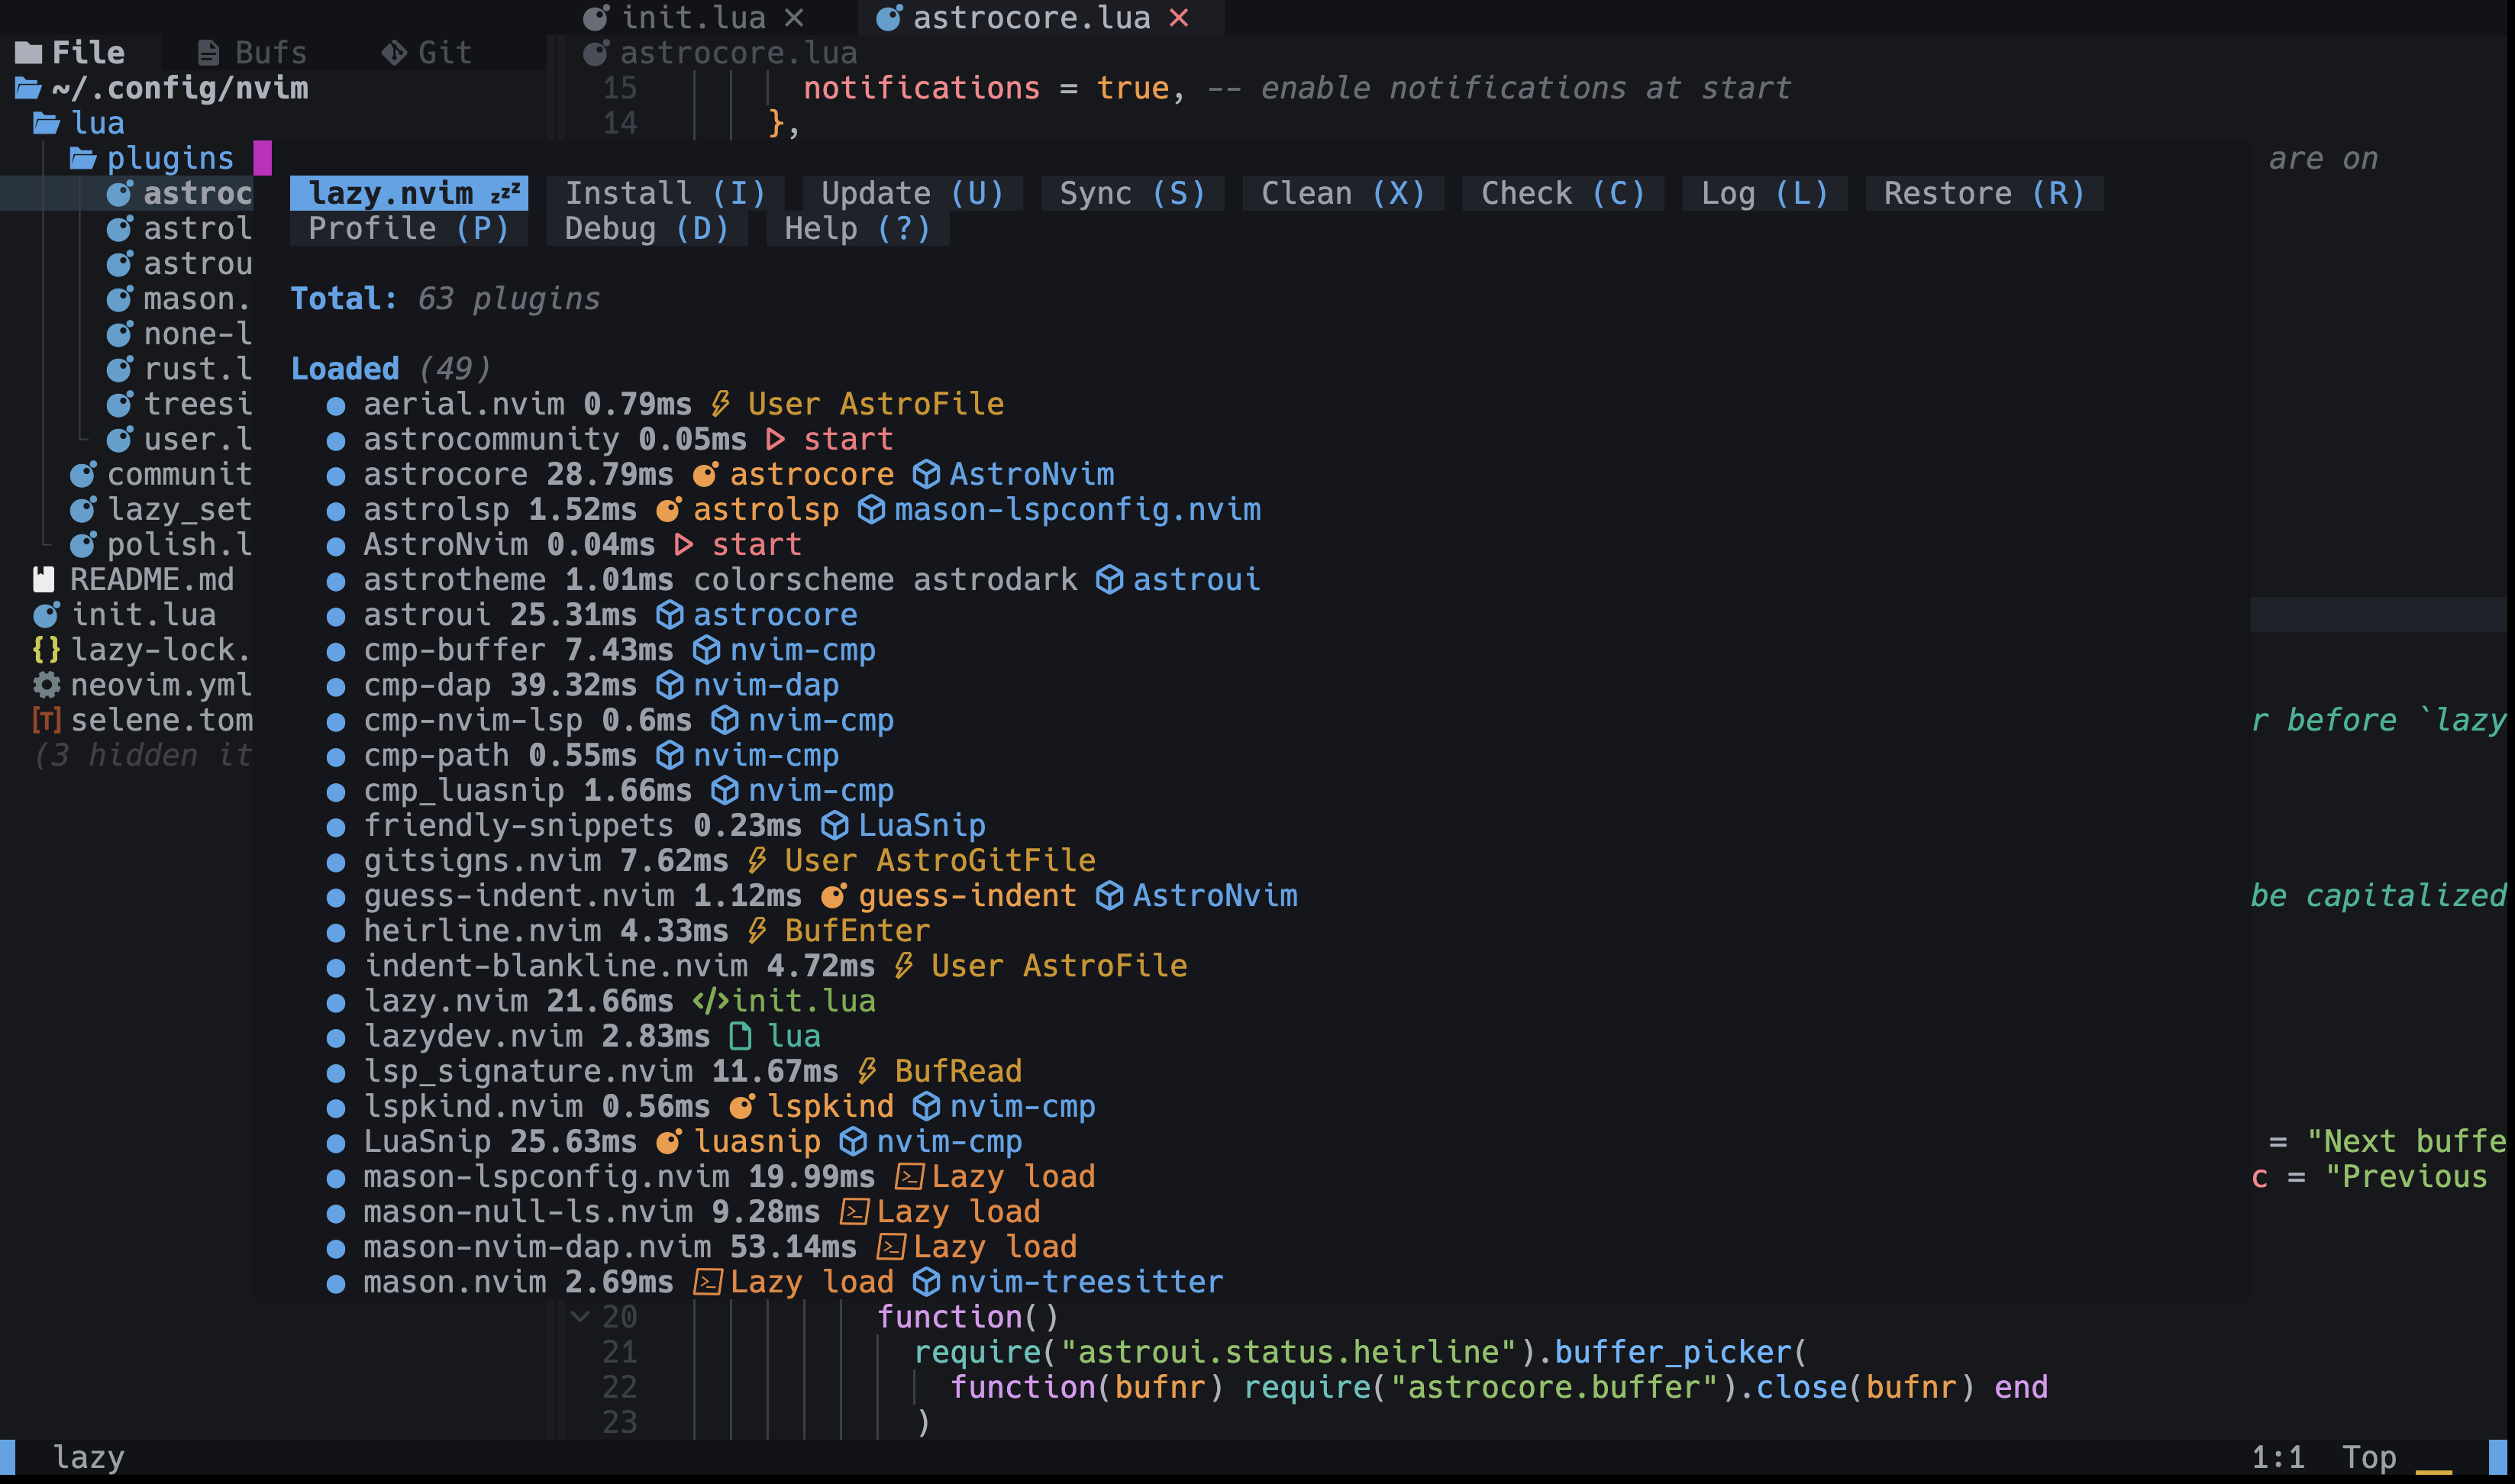 init.lua ✕ astrocore.lua ✕
File Bufs Git astrocore.lua
~/.config/nvim 15 notifications = true, -- enable notifications at start
lua 14 },
plugins are on
astroc lazy.nvim zzz Install (I) Update (U) Sync (S) Clean (X) Check (C) Log (L) Restore (R)
astrol Profile (P) Debug (D) Help (?)
astrou
mason. Total: 63 plugins
none-l
rust.l Loaded (49)
treesi ● aerial.nvim 0.79ms User AstroFile
user.l ● astrocommunity 0.05ms start
communit ● astrocore 28.79ms astrocore AstroNvim
lazy_set ● astrolsp 1.52ms astrolsp mason-lspconfig.nvim
polish.l ● AstroNvim 0.04ms start
README.md ● astrotheme 1.01ms colorscheme astrodark astroui
init.lua ● astroui 25.31ms astrocore
lazy-lock. ● cmp-buffer 7.43ms nvim-cmp
neovim.yml ● cmp-dap 39.32ms nvim-dap
selene.tom ● cmp-nvim-lsp 0.6ms nvim-cmp r before `lazy
(3 hidden it ● cmp-path 0.55ms nvim-cmp
● cmp_luasnip 1.66ms nvim-cmp
● friendly-snippets 0.23ms LuaSnip
● gitsigns.nvim 7.62ms User AstroGitFile
● guess-indent.nvim 1.12ms guess-indent AstroNvim be capitalized
● heirline.nvim 4.33ms BufEnter
● indent-blankline.nvim 4.72ms User AstroFile
● lazy.nvim 21.66ms </>init.lua
● lazydev.nvim 2.83ms lua
● lsp_signature.nvim 11.67ms BufRead
● lspkind.nvim 0.56ms lspkind nvim-cmp
● LuaSnip 25.63ms luasnip nvim-cmp = "Next buffe
● mason-lspconfig.nvim 19.99ms Lazy load c = "Previous
● mason-null-ls.nvim 9.28ms Lazy load
● mason-nvim-dap.nvim 53.14ms Lazy load
● mason.nvim 2.69ms Lazy load nvim-treesitter
20 function()
21 require("astroui.status.heirline").buffer_picker(
22 function(bufnr) require("astrocore.buffer").close(bufnr) end
23 )
lazy 1:1 Top